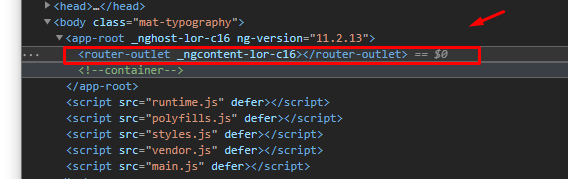 <head>…</head>
<body class="mat-typography">
<app-root _nghost-lor-c16 ng-version="11.2.13">
··· <router-outlet _ngcontent-lor-c16></router-outlet> == $0
<!--container-->
</app-root>
<script src="runtime.js" defer></script>
<script src="polyfills.js" defer></script>
<script src="styles.js" defer></script>
<script src="vendor.js" defer></script>
<script src="main.js" defer></script>